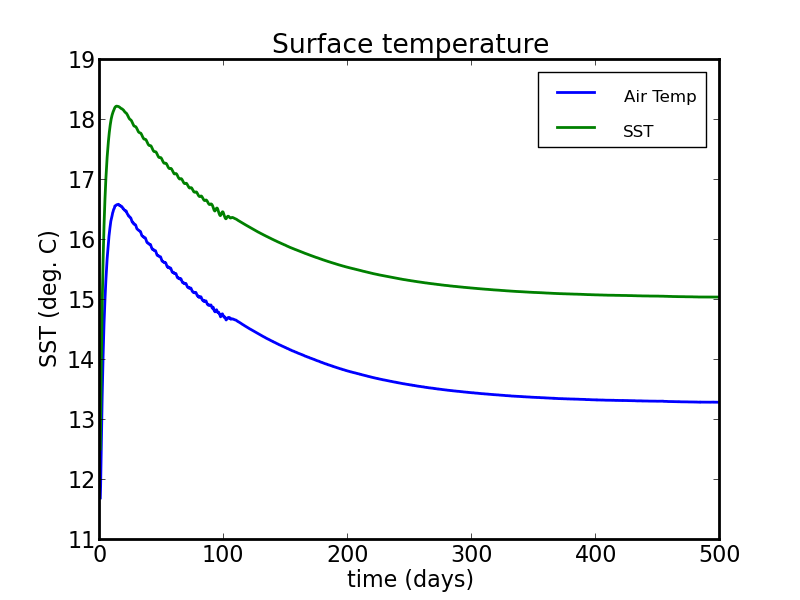 Surface temperature
19
18
17
16
15
14
13
12
11
SST (deg. C)
Air Temp
SST
0 100 200 300 400 500
time (days)